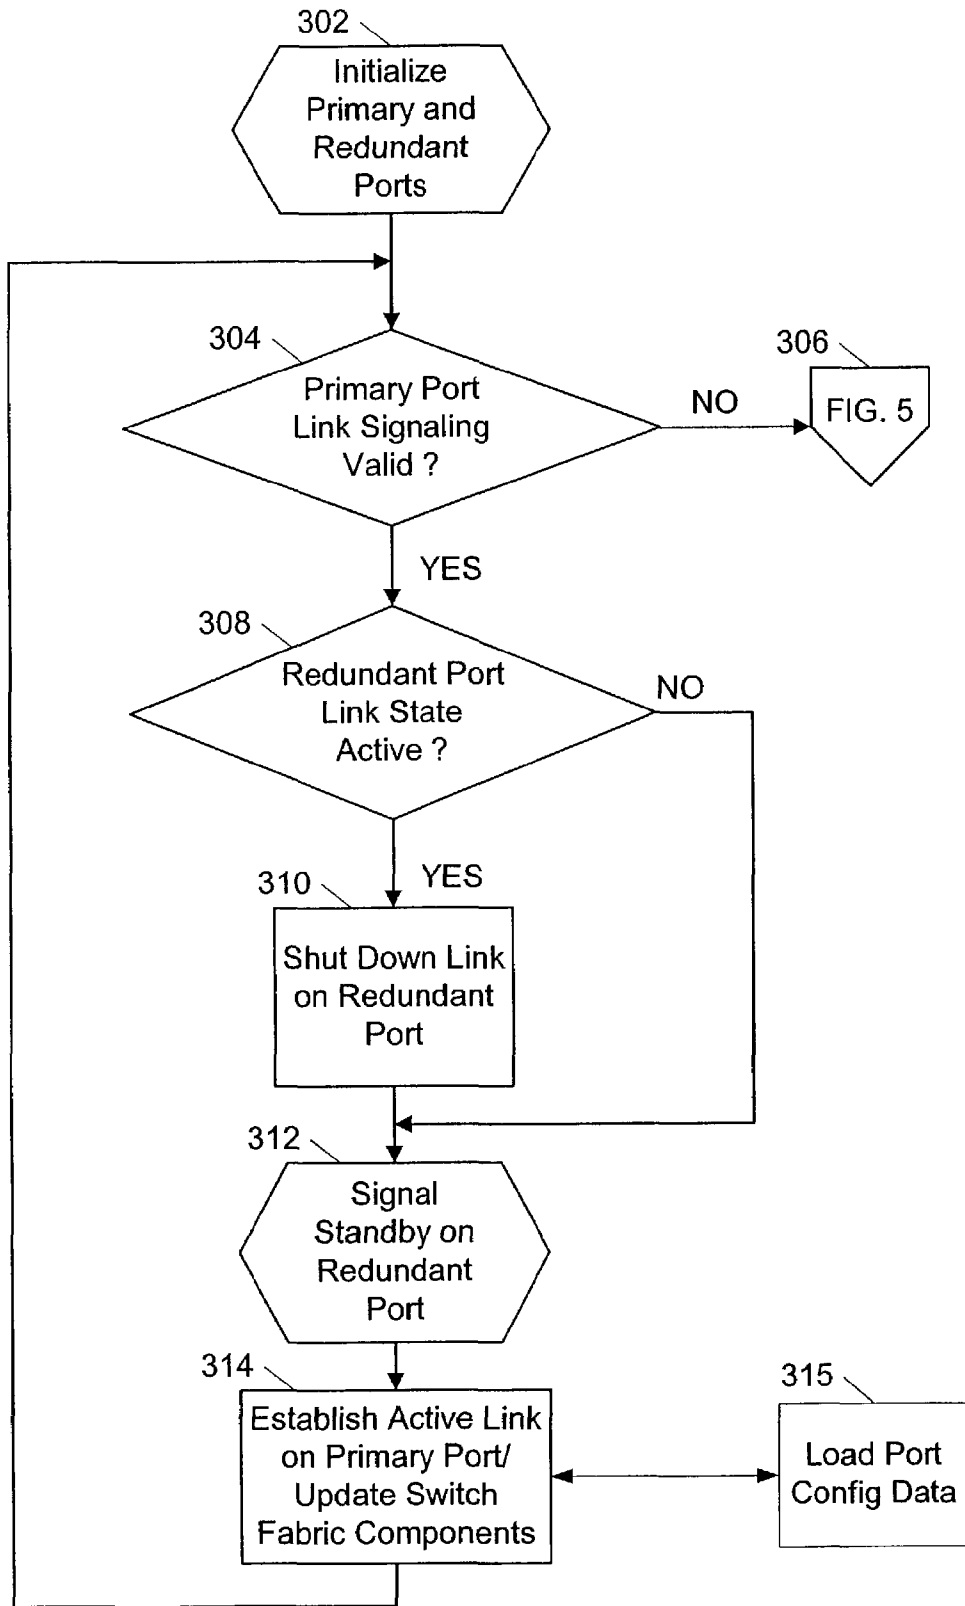 302
Initialize
Primary and
Redundant
Ports
304
Primary Port
Link Signaling
Valid ?
NO
306
FIG. 5
YES
308
Redundant Port
Link State
Active ?
NO
YES
310
Shut Down Link
on Redundant
Port
312
Signal
Standby on
Redundant
Port
314
Establish Active Link
on Primary Port/
Update Switch
Fabric Components
315
Load Port
Config Data